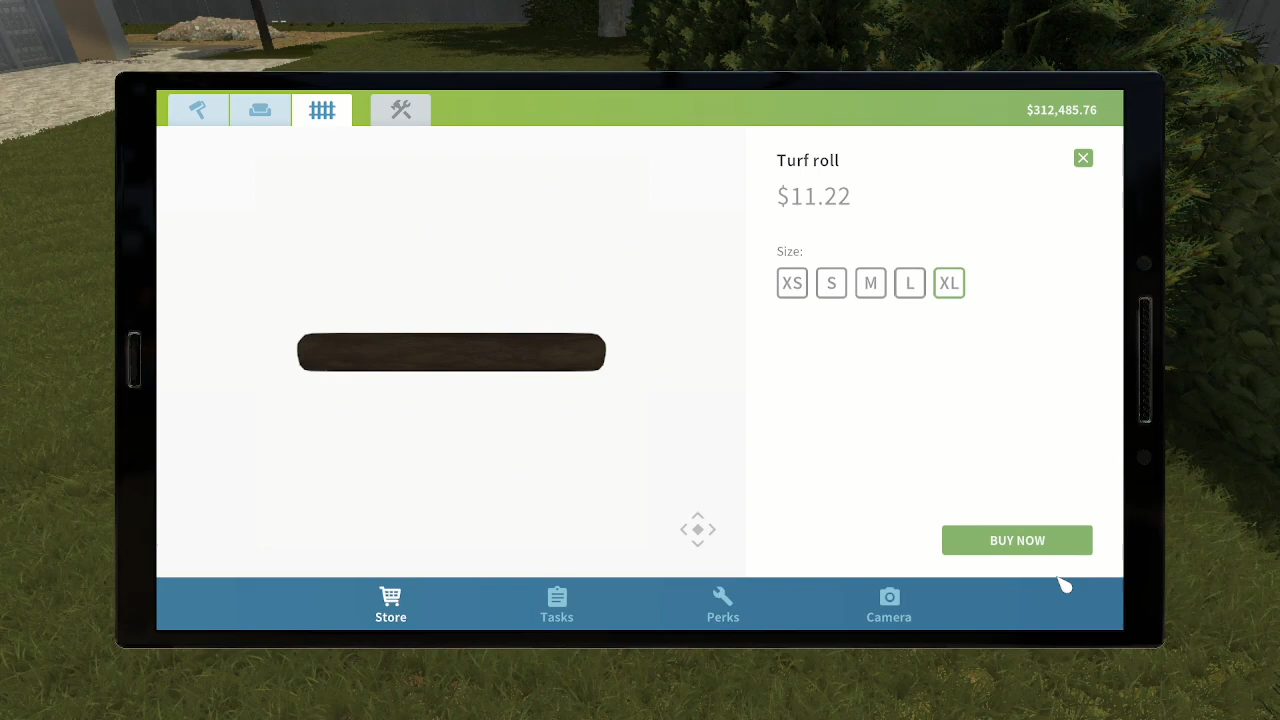 $312,485.76
Turf roll
$11.22
Size:
XS S M L XL
BUY NOW
Store Tasks Perks Camera